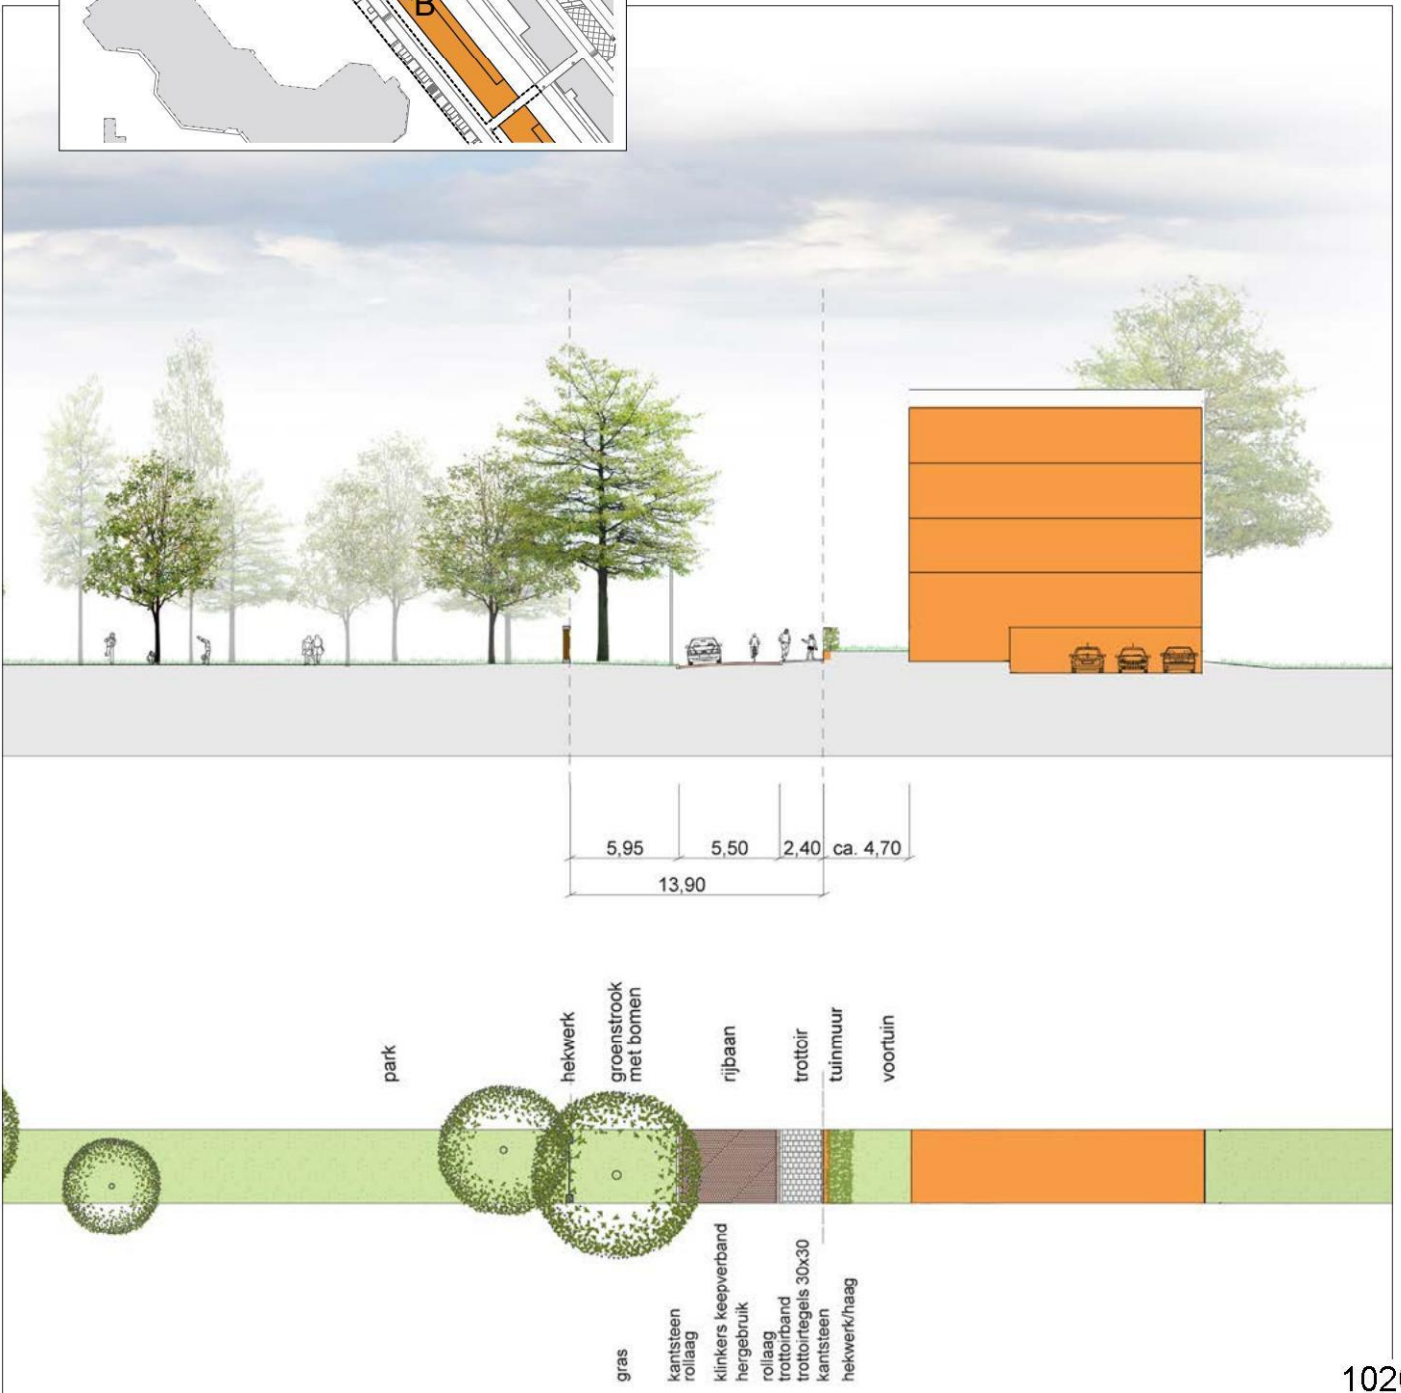 B
5,95
5,50
2,40
ca. 4,70
13,90
park
hekwerk
groenstrook
met bomen
rijbaan
trottoir
tuinmuur
voortuin
gras
kantsteen
rollaag
klinkers keepverband
hergebruik
rollaag
trottoirband
trottoirtegels 30x30
kantsteen
hekwerk/haag